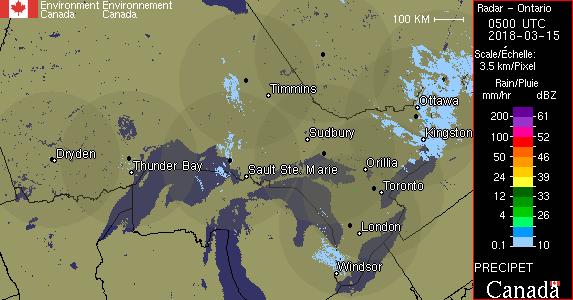 Environment Environnement
Canada Canada
100 KM
Radar - Ontario
0500 UTC
2018-03-15
Scale/Échelle:
3.5 km/Pixel
Rain/Pluie
mm/hr dBZ
200 61
100 52
50 46
24 39
12 33
4 26
0.1 10
Timmins
Ottawa
Sudbury
Kingston
Dryden
Thunder Bay
Sault Ste. Marie
Orillia
Toronto
London
Windsor
PRECIPET
Canada